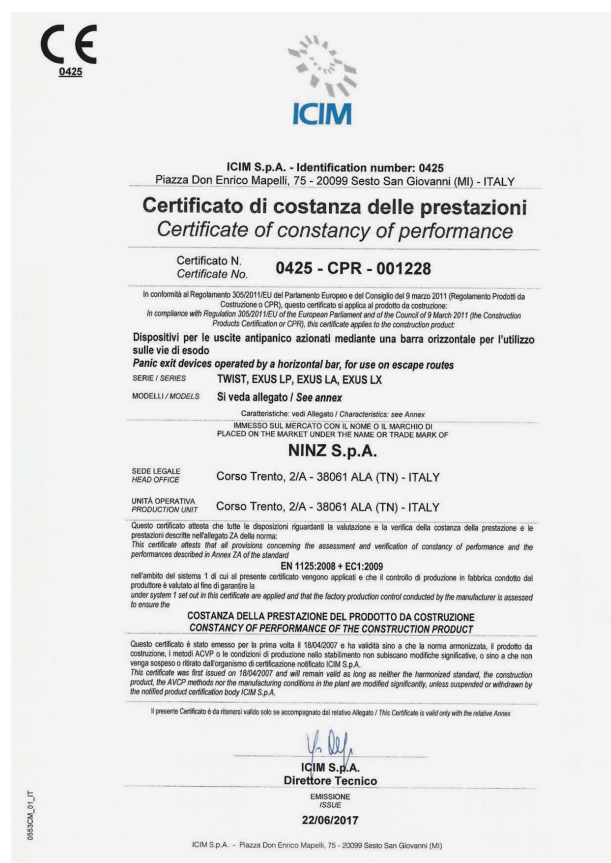 CE
0425
ICIM
ICIM S.p.A. - Identification number: 0425
Piazza Don Enrico Mapelli, 75 - 20099 Sesto San Giovanni (MI) - ITALY
Certificato di costanza delle prestazioni
Certificate of constancy of performance
Certificato N.
Certificate No.
0425 - CPR - 001228
In conformità al Regolamento 305/2011/EU del Parlamento Europeo e del Consiglio del 9 marzo 2011 (Regolamento Prodotti da
Costruzione o CPR), questo certificato si applica al prodotto da costruzione:
In compliance with Regulation 305/2011/EU of the European Parliament and of the Council of 9 March 2011 (the Construction
Products Certification or CPR), this certificate applies to the construction product:
Dispositivi per le uscite antipanico azionati mediante una barra orizzontale per l'utilizzo
sulle vie di esodo
Panic exit devices operated by a horizontal bar, for use on escape routes
SERIE / SERIES TWIST, EXUS LP, EXUS LA, EXUS LX
MODELLI / MODELS Si veda allegato / See annex
Caratteristiche: vedi Allegato / Characteristics: see Annex
IMMESSO SUL MERCATO CON IL NOME O IL MARCHIO DI
PLACED ON THE MARKET UNDER THE NAME OR TRADE MARK OF
NINZ S.p.A.
SEDE LEGALE
HEAD OFFICE
Corso Trento, 2/A - 38061 ALA (TN) - ITALY
UNITÀ OPERATIVA
PRODUCTION UNIT
Corso Trento, 2/A - 38061 ALA (TN) - ITALY
Questo certificato attesta che tutte le disposizioni riguardanti la valutazione e la verifica della costanza della prestazione e le
prestazioni descritte nell'allegato ZA della norma:
This certificate attests that all provisions concerning the assessment and verification of constancy of performance and the
performances described in Annex ZA of the standard
EN 1125:2008 + EC1:2009
nell'ambito del sistema 1 di cui al presente certificato vengono applicati e che il controllo di produzione in fabbrica condotto dal
produttore è valutato al fine di garantire la
under system 1 set out in this certificate are applied and that the factory production control conducted by the manufacturer is assessed
to ensure the
COSTANZA DELLA PRESTAZIONE DEL PRODOTTO DA COSTRUZIONE
CONSTANCY OF PERFORMANCE OF THE CONSTRUCTION PRODUCT
Questo certificato è stato emesso per la prima volta il 18/04/2007 e ha validità sino a che la norma armonizzata, il prodotto da
costruzione, i metodi ACVP o le condizioni di produzione nello stabilimento non subiscano modifiche significative, o sino a che non
venga sospeso o ritirato dall'organismo di certificazione notificato ICIM S.p.A.
This certificate was first issued on 18/04/2007 and will remain valid as long as neither the harmonized standard, the construction
product, the AVCP methods nor the manufacturing conditions in the plant are modified significantly, unless suspended or withdrawn by
the notified product certification body ICIM S.p.A.
Il presente Certificato è da ritenersi valido solo se accompagnato dal relativo Allegato / This Certificate is valid only with the relative Annex
ICIM S.p.A.
Direttore Tecnico
EMISSIONE
ISSUE
22/06/2017
0553CM_01_IT
ICIM S.p.A. - Piazza Don Enrico Mapelli, 75 - 20099 Sesto San Giovanni (MI)